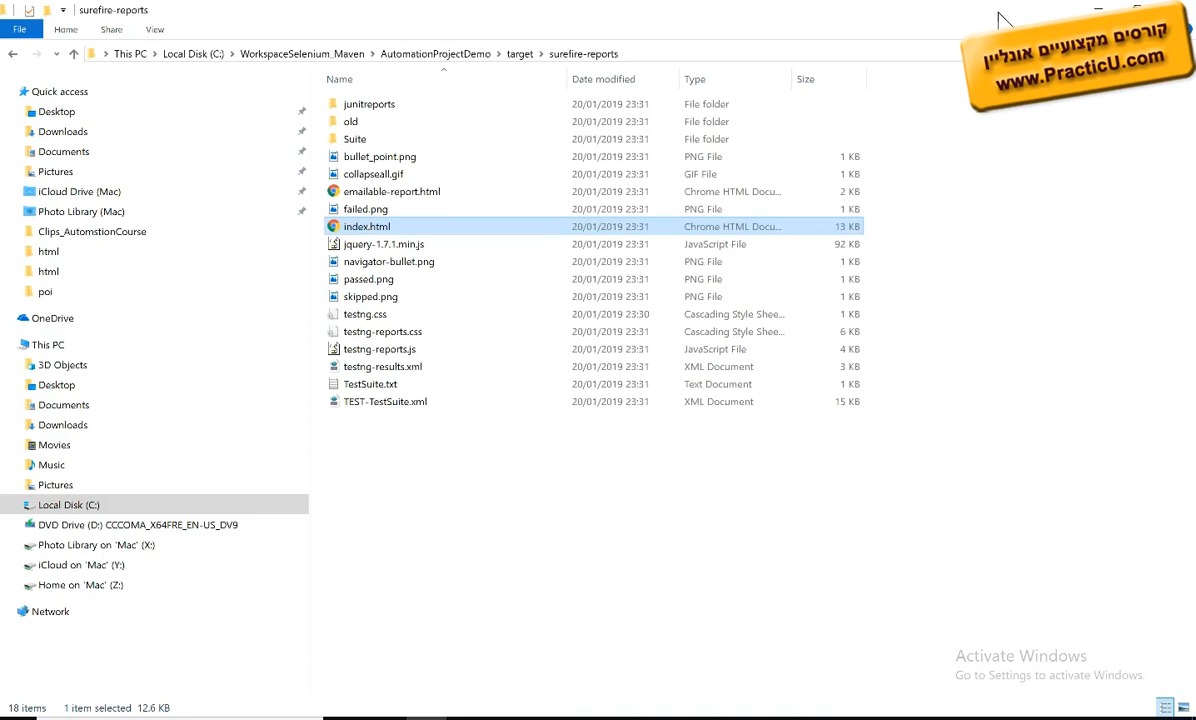 surefire-reports
File Home Share View
This PC Local Disk (C:) WorkspaceSelenium_Maven AutomationProjectDemo target surefire-reports
קורסים מקצועיים אונליין
www.PracticU.com
Quick access
Desktop
Downloads
Documents
Pictures
iCloud Drive (Mac)
Photo Library (Mac)
Clips_AutomstionCourse
html
html
poi
OneDrive
This PC
3D Objects
Desktop
Documents
Downloads
Movies
Music
Pictures
Local Disk (C:)
DVD Drive (D:) CCCOMA_X64FRE_EN-US_DV9
Photo Library on 'Mac' (X:)
iCloud on 'Mac' (Y:)
Home on 'Mac' (Z:)
Network
Name Date modified Type Size
junitreports 20/01/2019 23:31 File folder
old 20/01/2019 23:31 File folder
Suite 20/01/2019 23:31 File folder
bullet_point.png 20/01/2019 23:31 PNG File 1 KB
collapseall.gif 20/01/2019 23:31 GIF File 1 KB
emailable-report.html 20/01/2019 23:31 Chrome HTML Docu... 2 KB
failed.png 20/01/2019 23:31 PNG File 1 KB
index.html 20/01/2019 23:31 Chrome HTML Docu... 13 KB
jquery-1.7.1.min.js 20/01/2019 23:31 JavaScript File 92 KB
navigator-bullet.png 20/01/2019 23:31 PNG File 1 KB
passed.png 20/01/2019 23:31 PNG File 1 KB
skipped.png 20/01/2019 23:31 PNG File 1 KB
testng.css 20/01/2019 23:30 Cascading Style Shee... 1 KB
testng-reports.css 20/01/2019 23:31 Cascading Style Shee... 6 KB
testng-reports.js 20/01/2019 23:31 JavaScript File 4 KB
testng-results.xml 20/01/2019 23:31 XML Document 3 KB
TestSuite.txt 20/01/2019 23:31 Text Document 1 KB
TEST-TestSuite.xml 20/01/2019 23:31 XML Document 15 KB
Activate Windows
Go to Settings to activate Windows.
18 items 1 item selected 12.6 KB